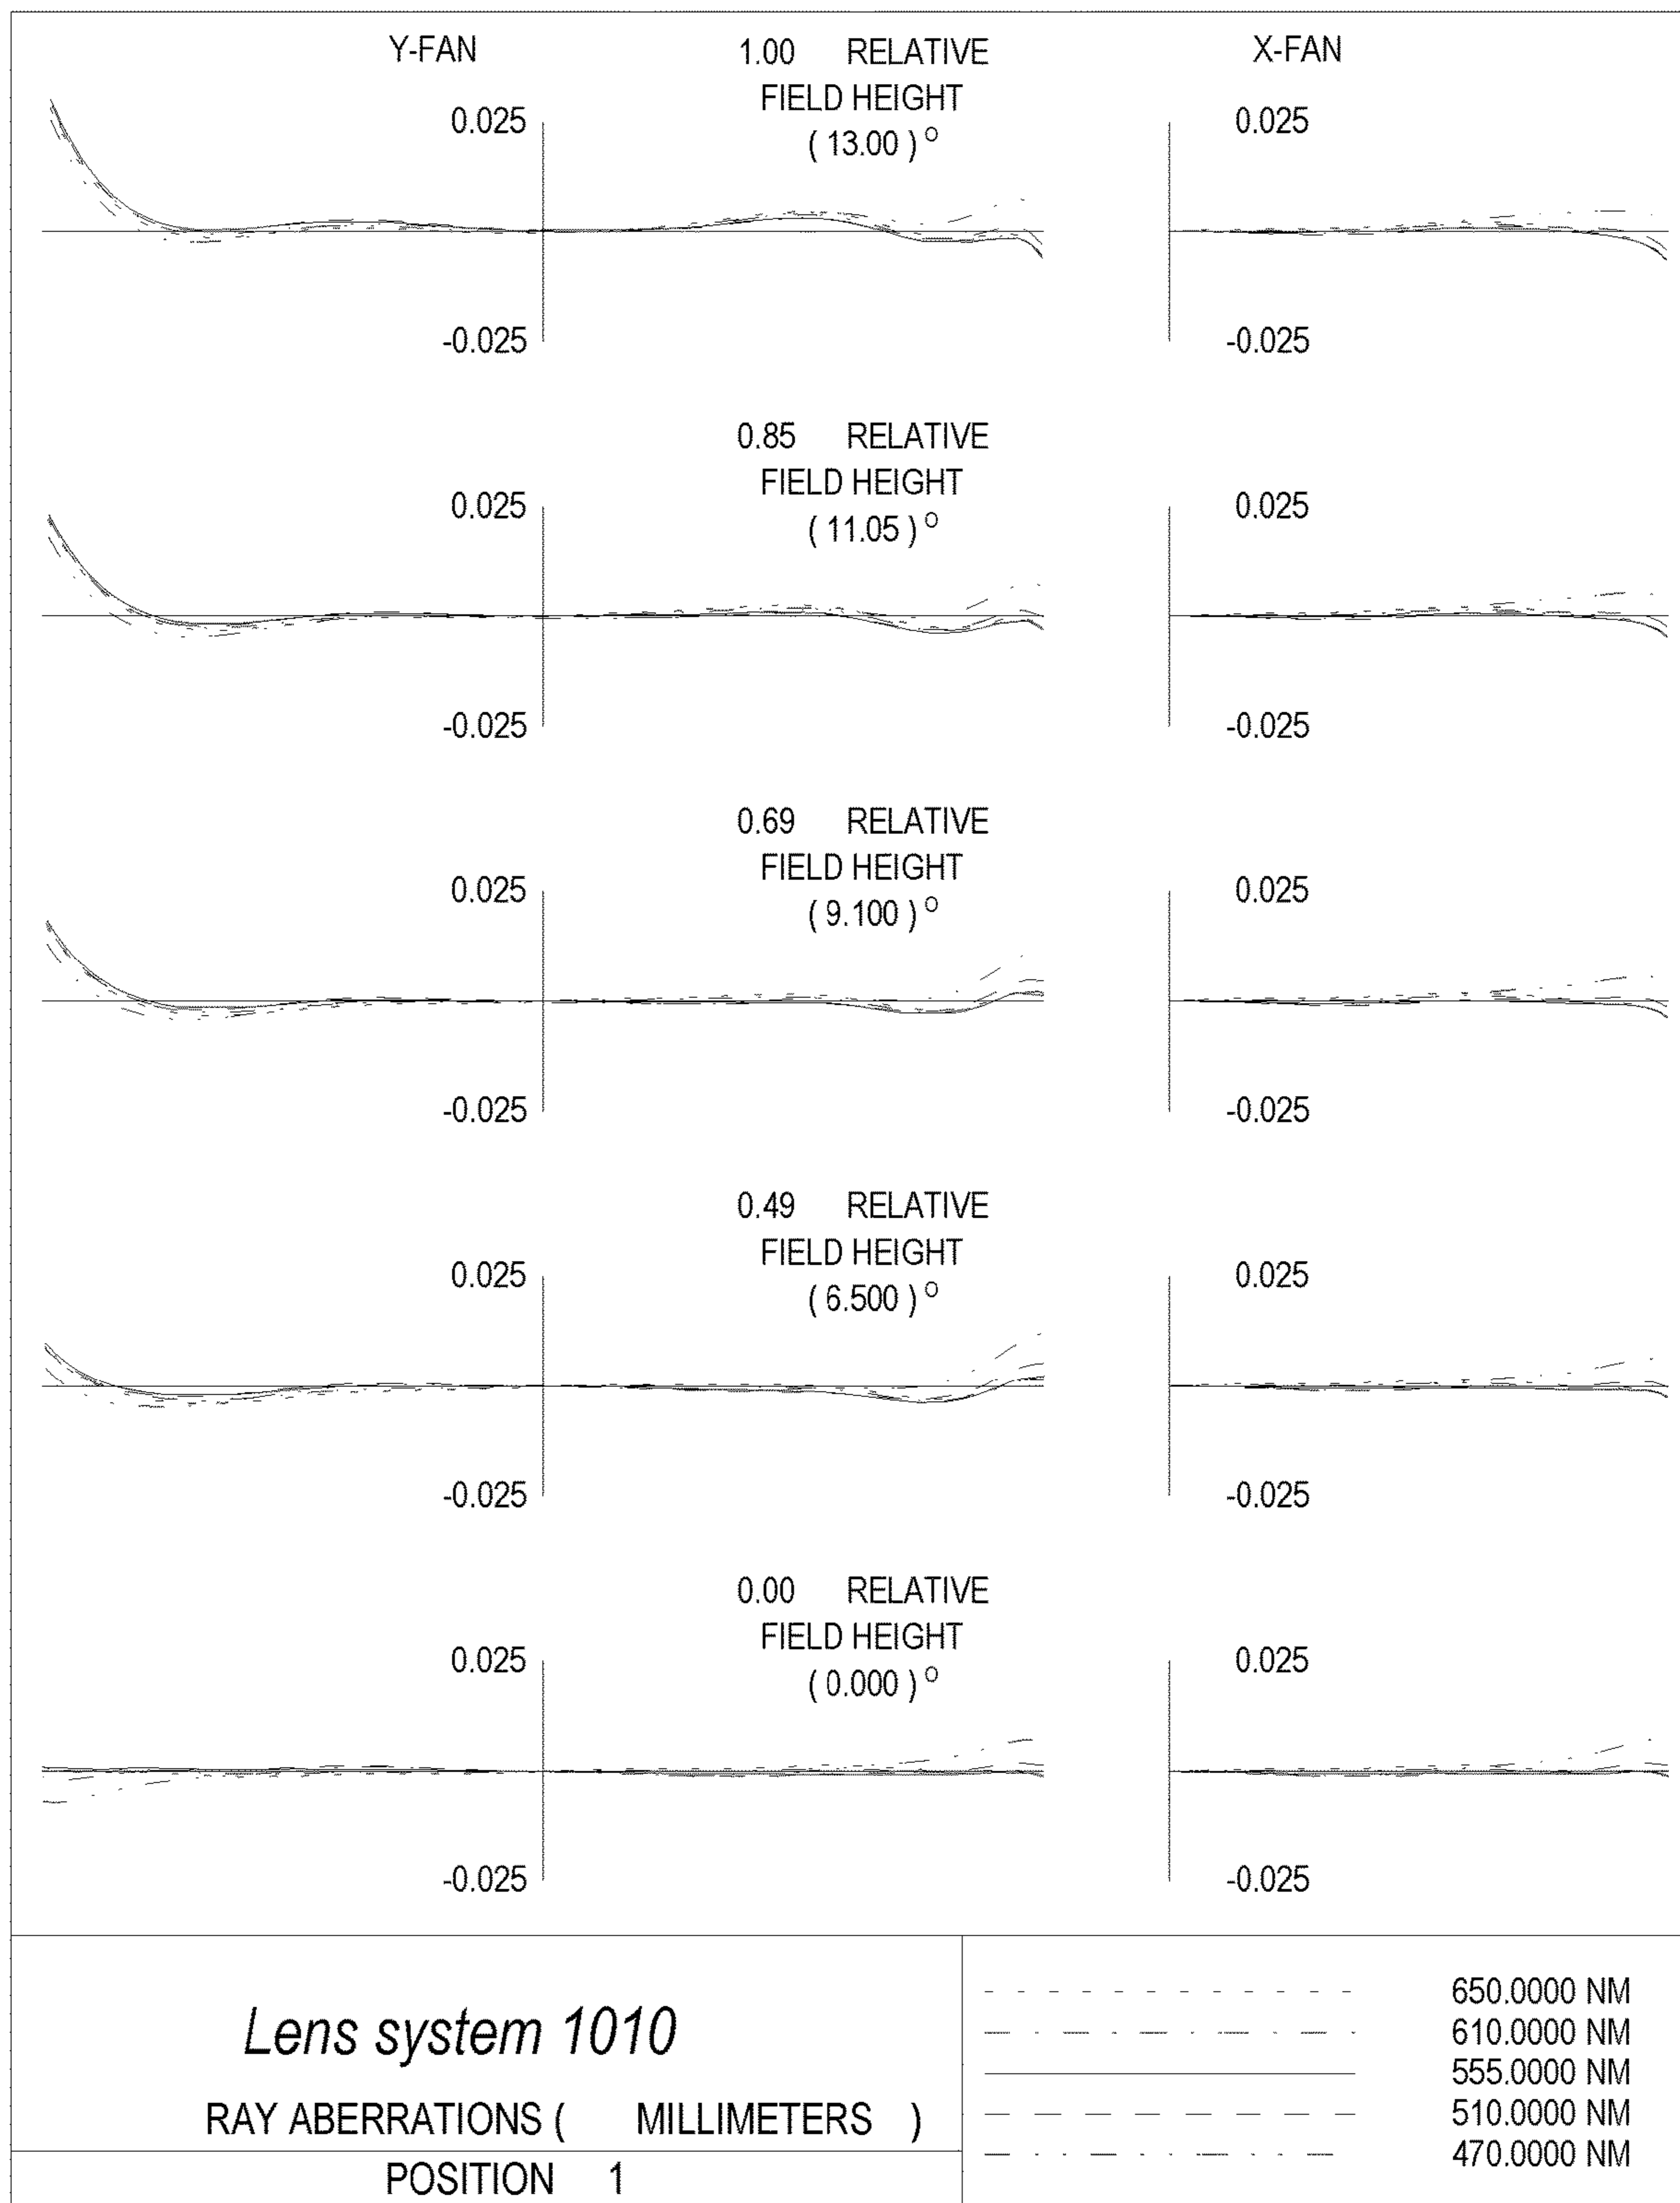 Y-FAN 1.00 RELATIVE X-FAN
FIELD HEIGHT
0.025 ( 13.00 ) O 0.025
-0.025 -0.025
0.85 RELATIVE
FIELD HEIGHT
0.025 ( 11.05 ) O 0.025
-0.025 -0.025
0.69 RELATIVE
FIELD HEIGHT
0.025 ( 9.100 ) O 0.025
-0.025 -0.025
0.49 RELATIVE
FIELD HEIGHT
0.025 ( 6.500 ) O 0.025
-0.025 -0.025
0.00 RELATIVE
FIELD HEIGHT
0.025 ( 0.000 ) O 0.025
-0.025 -0.025
Lens system 1010
RAY ABERRATIONS ( MILLIMETERS )
POSITION 1
650.0000 NM
610.0000 NM
555.0000 NM
510.0000 NM
470.0000 NM